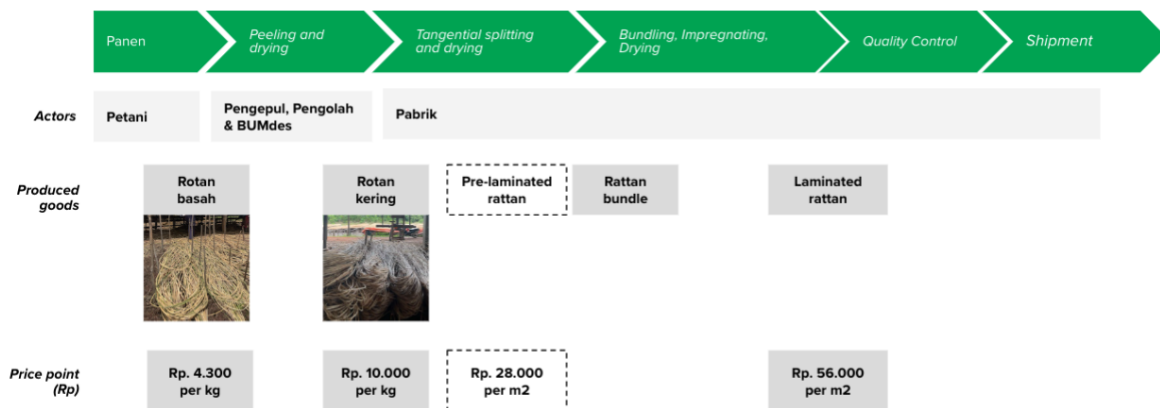 Panen
Peeling and
drying
Tangential splitting
and drying
Bundling, Impregnating,
Drying
Quality Control
Shipment
Actors
Petani
Pengepul, Pengolah
& BUMdes
Pabrik
Produced
goods
Rotan
basah
Rotan
kering
Pre-laminated
rattan
Rattan
bundle
Laminated
rattan
Price point
(Rp)
Rp. 4.300
per kg
Rp. 10.000
per kg
Rp. 28.000
per m2
Rp. 56.000
per m2